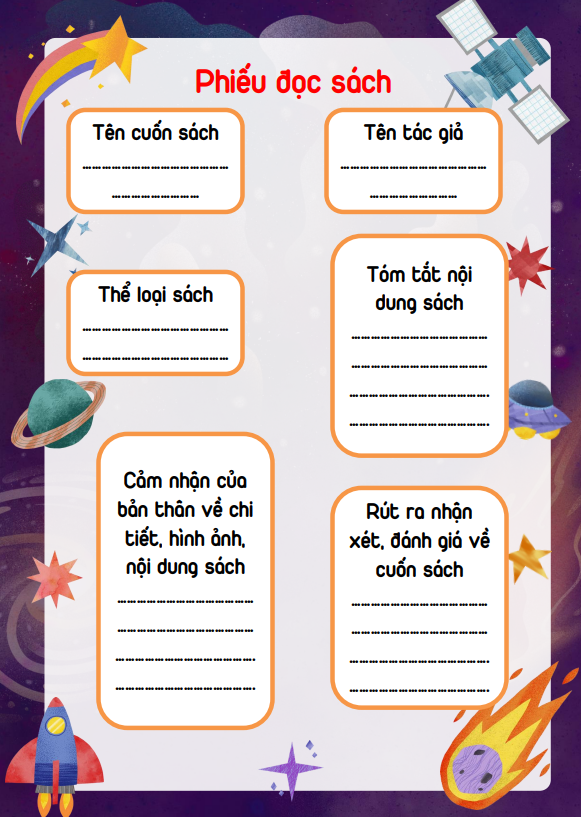 Phiếu đọc sách
Tên cuốn sách
……………………………………
……………………
Tên tác giả
……………………………………
……………………
Thể loại sách
……………………………………
……………………………………
Tóm tắt nội
dung sách
…………………………………
…………………………………
………………………………….
………………………………….
Cảm nhận của
bản thân về chi
tiết, hình ảnh,
nội dung sách
…………………………………
…………………………………
………………………………….
………………………………….
Rút ra nhận
xét, đánh giá về
cuốn sách
…………………………………
…………………………………
………………………………….
………………………………….